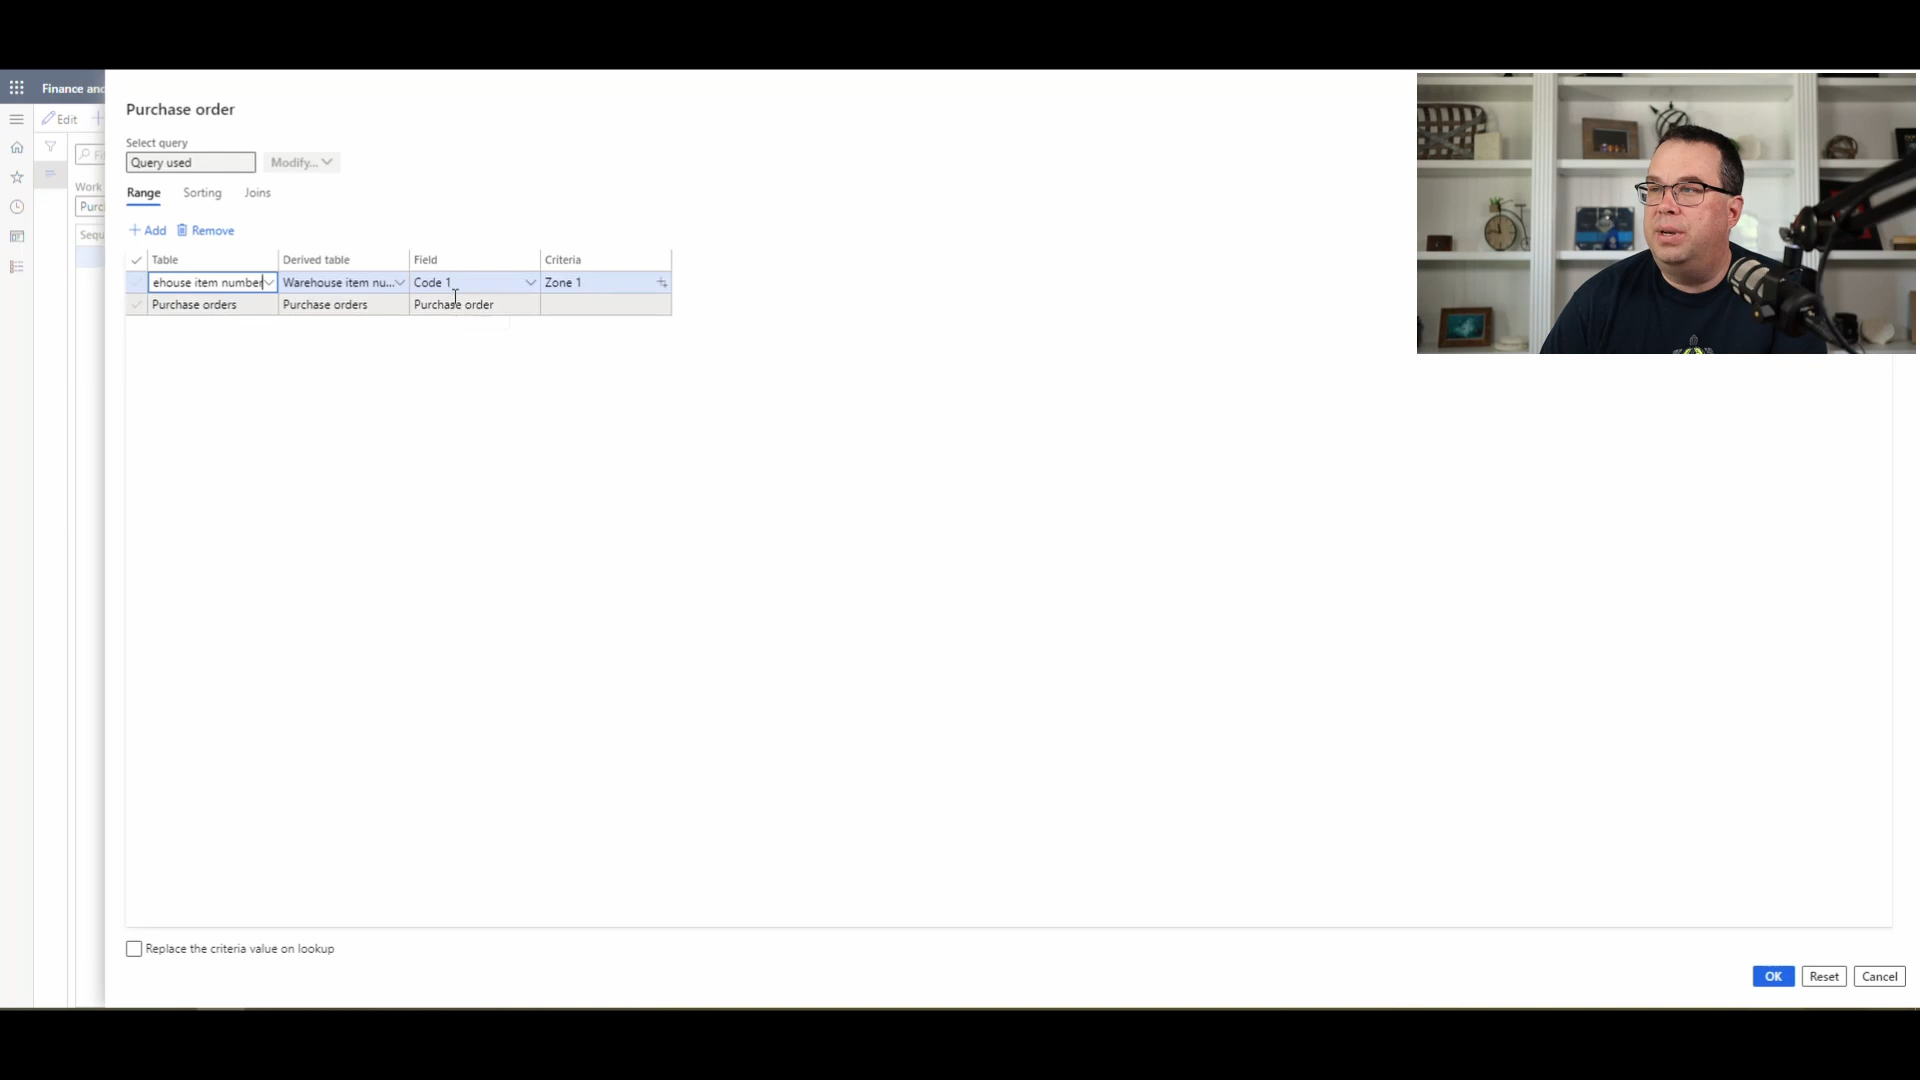 Finance and
Edit
Work
Purc
Sequ
Purchase order
Select query
Query used
Modify...
Range Sorting Joins
Add Remove
Table Derived table Field Criteria
ehouse item number Warehouse item nu... Code 1 Zone 1
Purchase orders Purchase orders Purchase order
Replace the criteria value on lookup
OK Reset Cancel